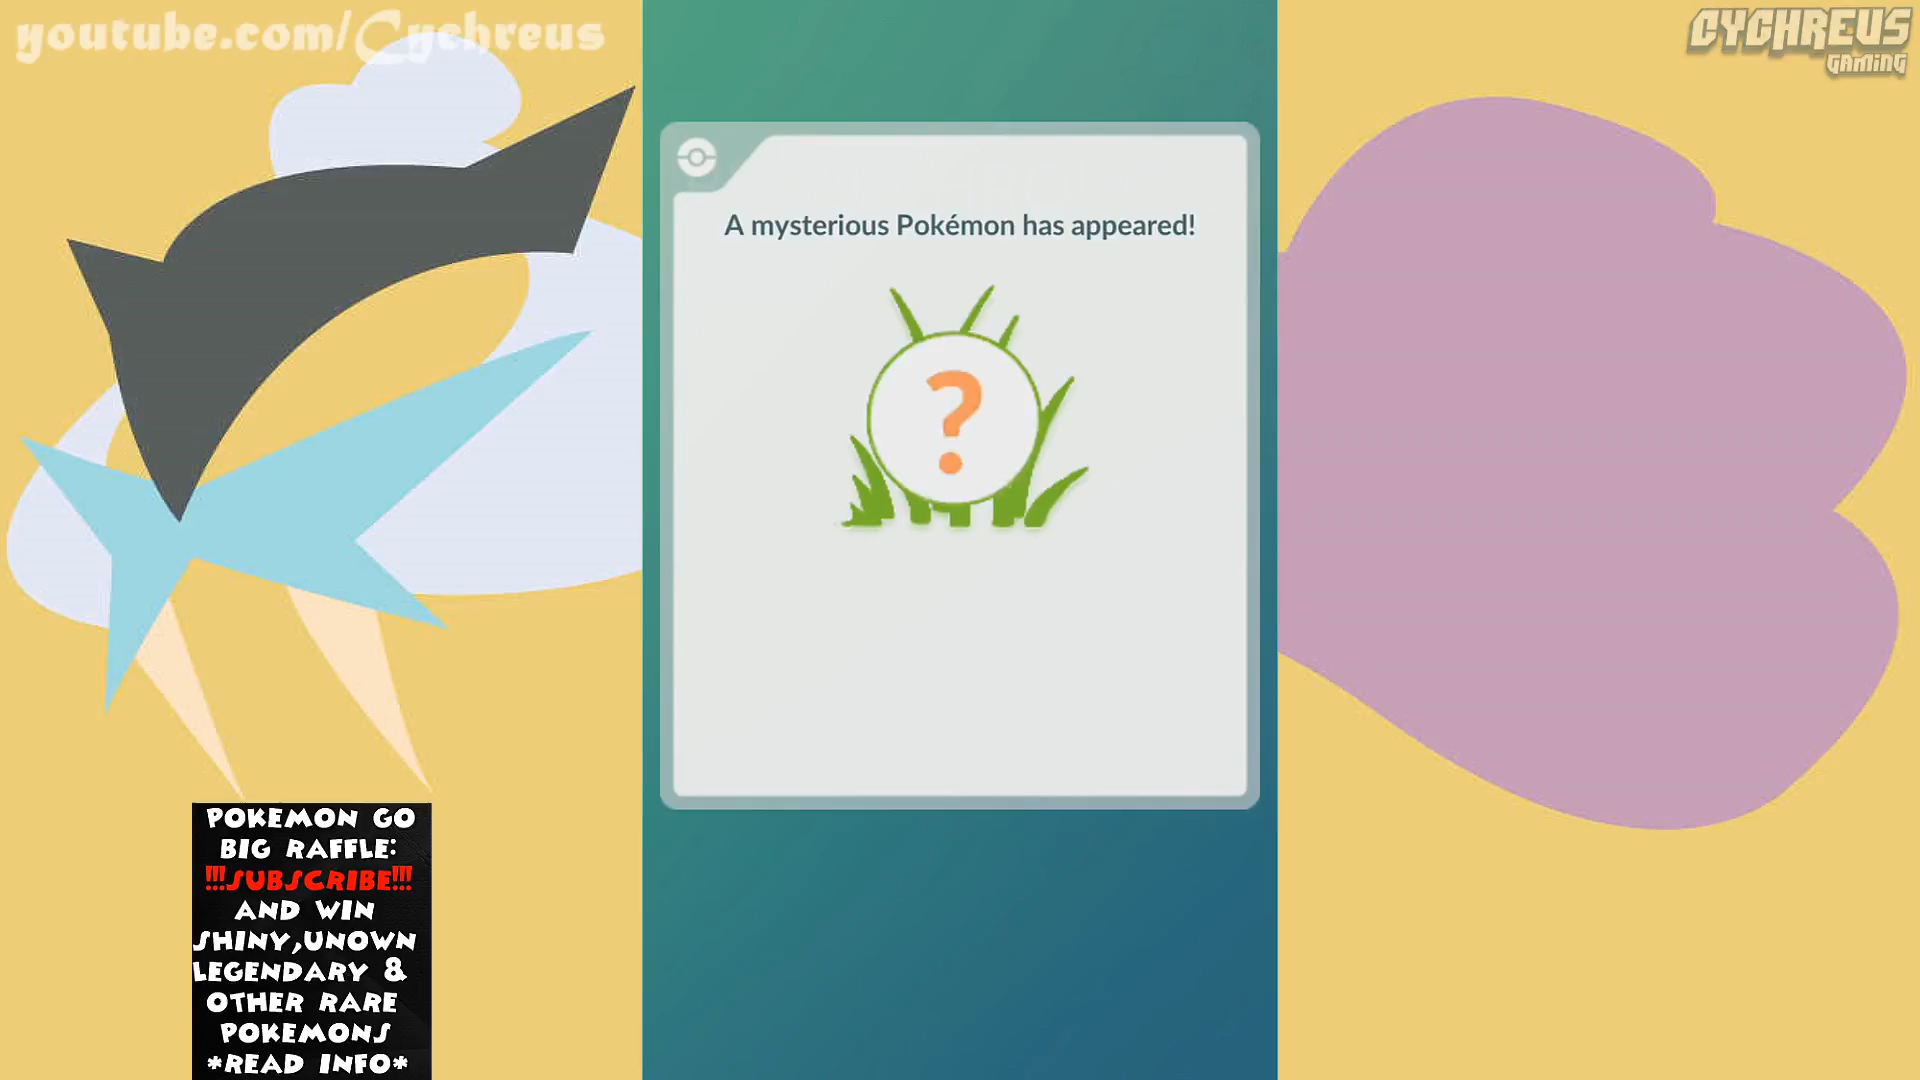 youtube.com/Cychreus
CYCHREUS
GAMING
A mysterious Pokémon has appeared!
?
POKEMON GO
BIG RAFFLE:
!!!SUBSCRIBE!!!
AND WIN
SHINY,UNOWN
LEGENDARY &
OTHER RARE
POKEMONS
*READ INFO*